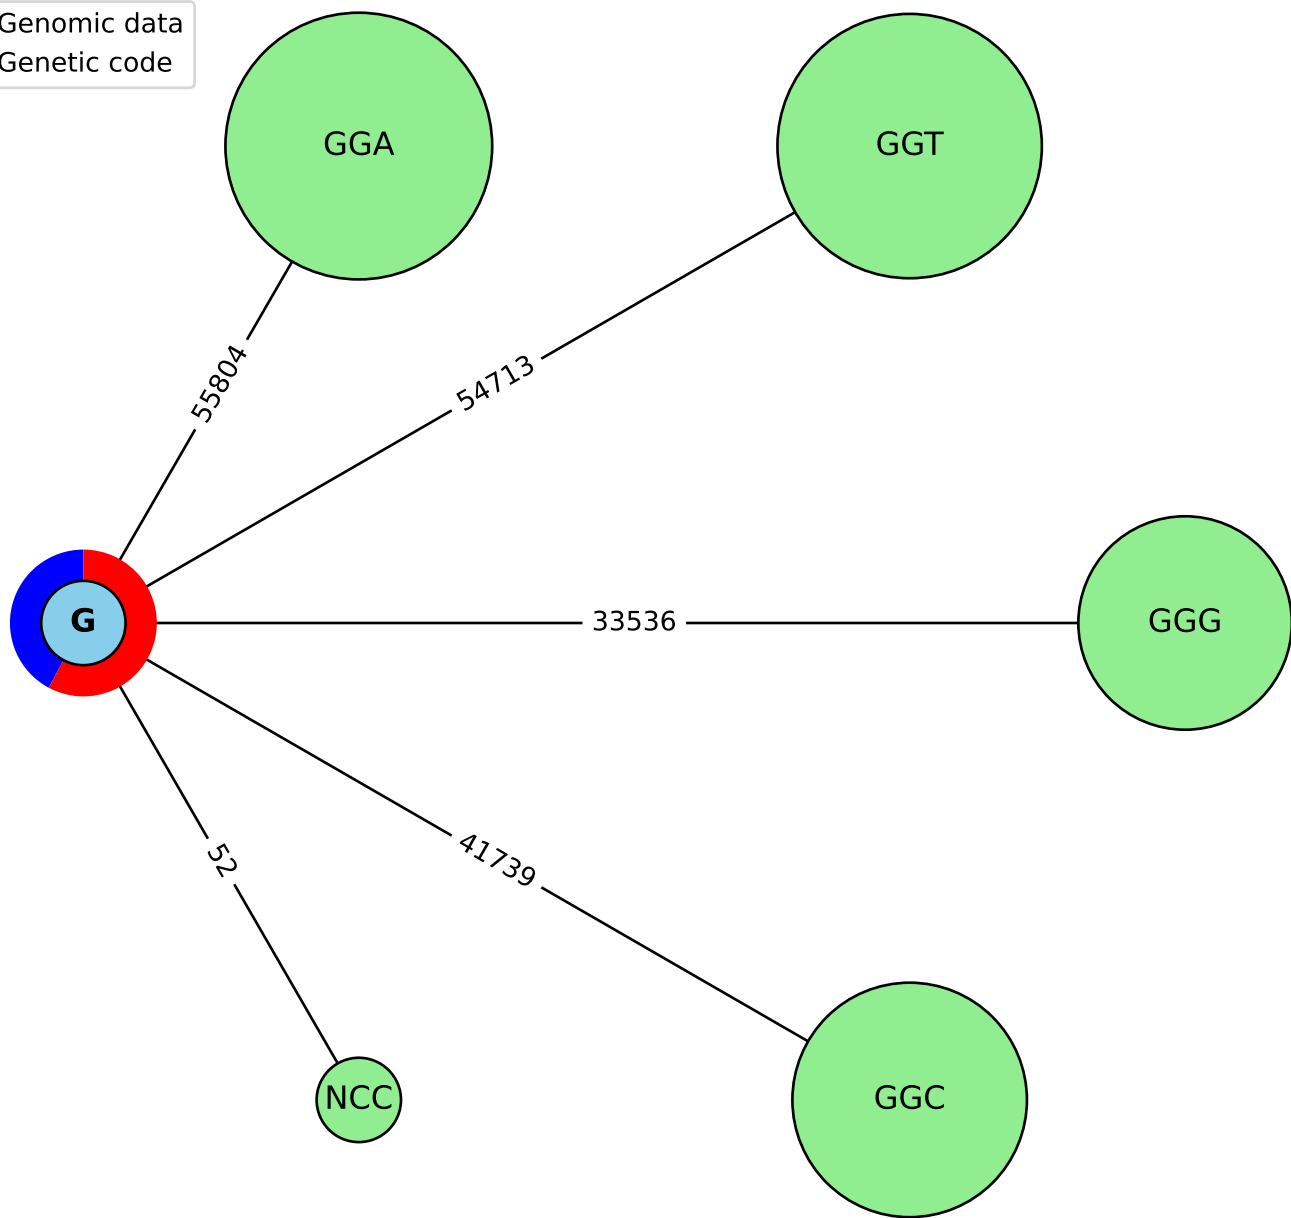 Genomic data
Genetic code
GGA
GGT
55804
54713
G
33536
GGG
52
41739
NCC
GGC